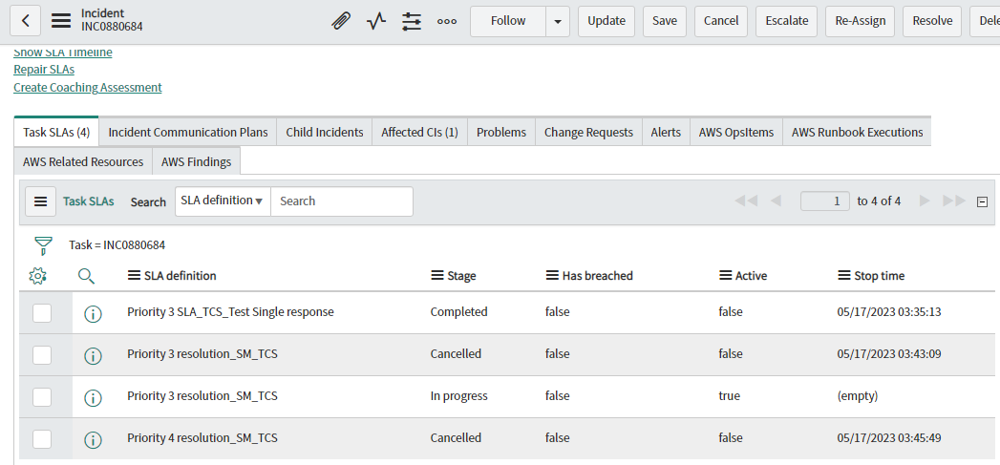 Incident
INC0880684
Follow
Update
Save
Cancel
Escalate
Re-Assign
Resolve
Dele
Show SLA Timeline
Repair SLAs
Create Coaching Assessment
Task SLAs (4)
Incident Communication Plans
Child Incidents
Affected CIs (1)
Problems
Change Requests
Alerts
AWS OpsItems
AWS Runbook Executions
AWS Related Resources
AWS Findings
Task SLAs Search SLA definition Search 1 to 4 of 4
Task = INC0880684
SLA definition Stage Has breached Active Stop time
Priority 3 SLA_TCS_Test Single response Completed false false 05/17/2023 03:35:13
Priority 3 resolution_SM_TCS Cancelled false false 05/17/2023 03:43:09
Priority 3 resolution_SM_TCS In progress false true (empty)
Priority 4 resolution_SM_TCS Cancelled false false 05/17/2023 03:45:49